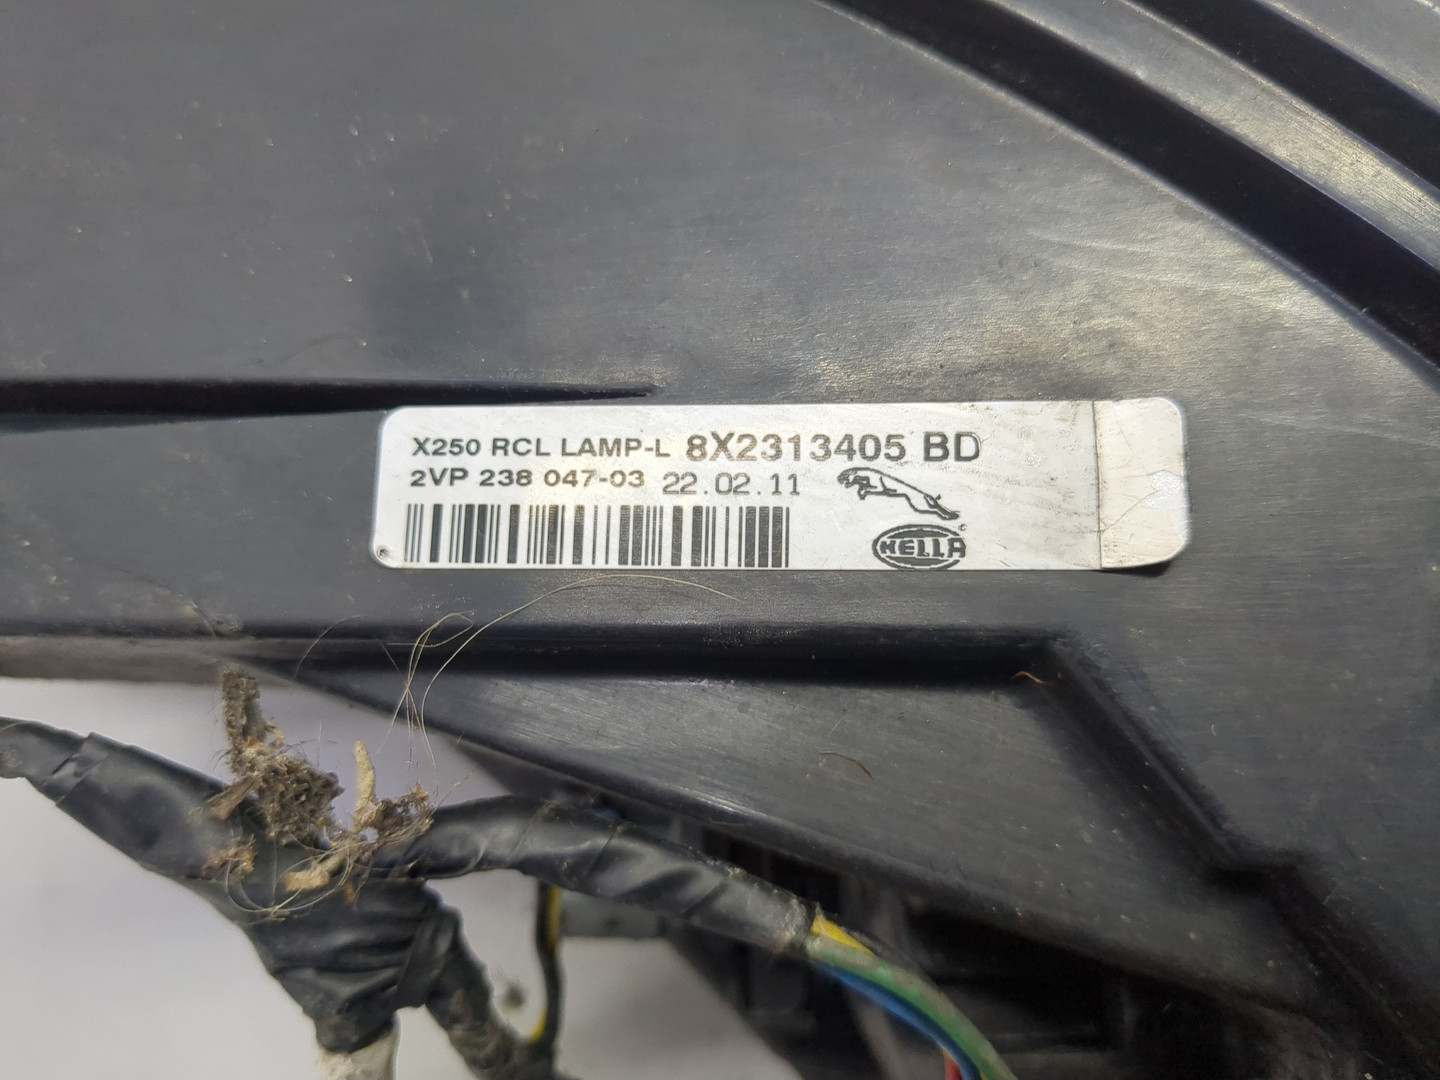 X250 RCL LAMP-L 8X2313405 BD
2VP 238 047-03 22.02.11
HELLA